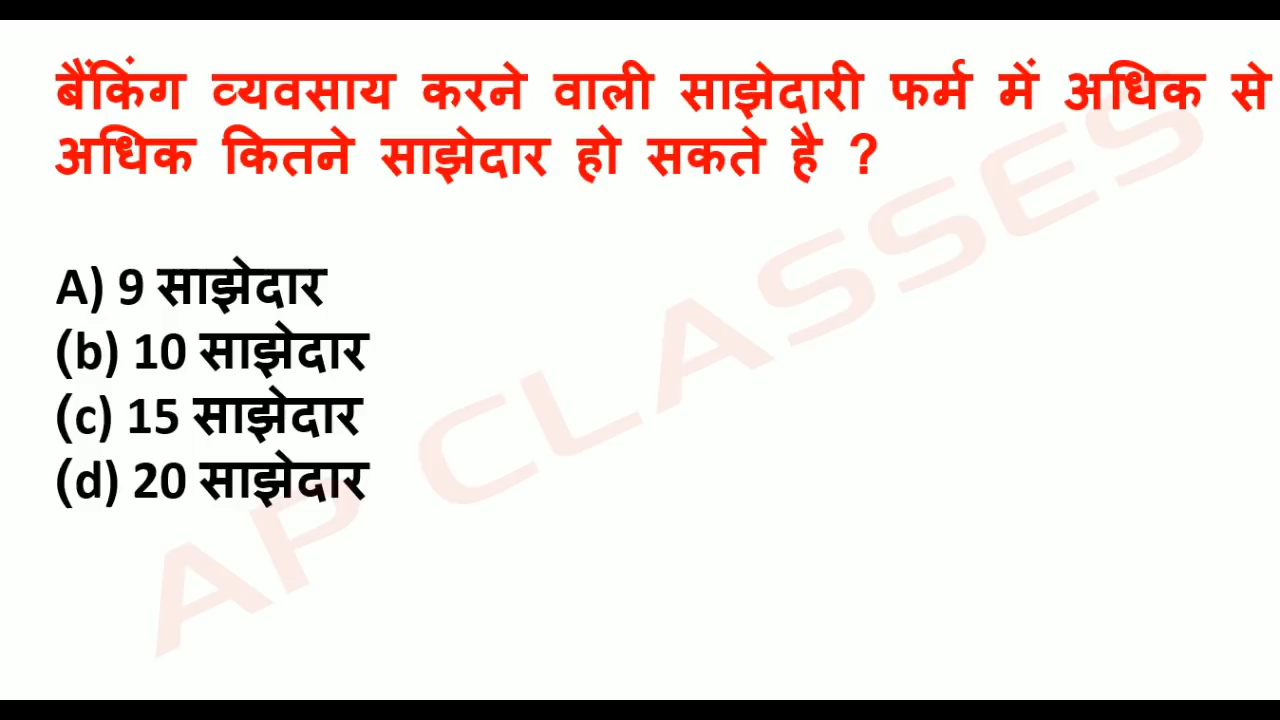 बैंकिंग व्यवसाय करने वाली साझेदारी फर्म में अधिक से
अधिक कितने साझेदार हो सकते है ?
A) 9 साझेदार
(b) 10 साझेदार
(c) 15 साझेदार
(d) 20 साझेदार
AP CLASSES